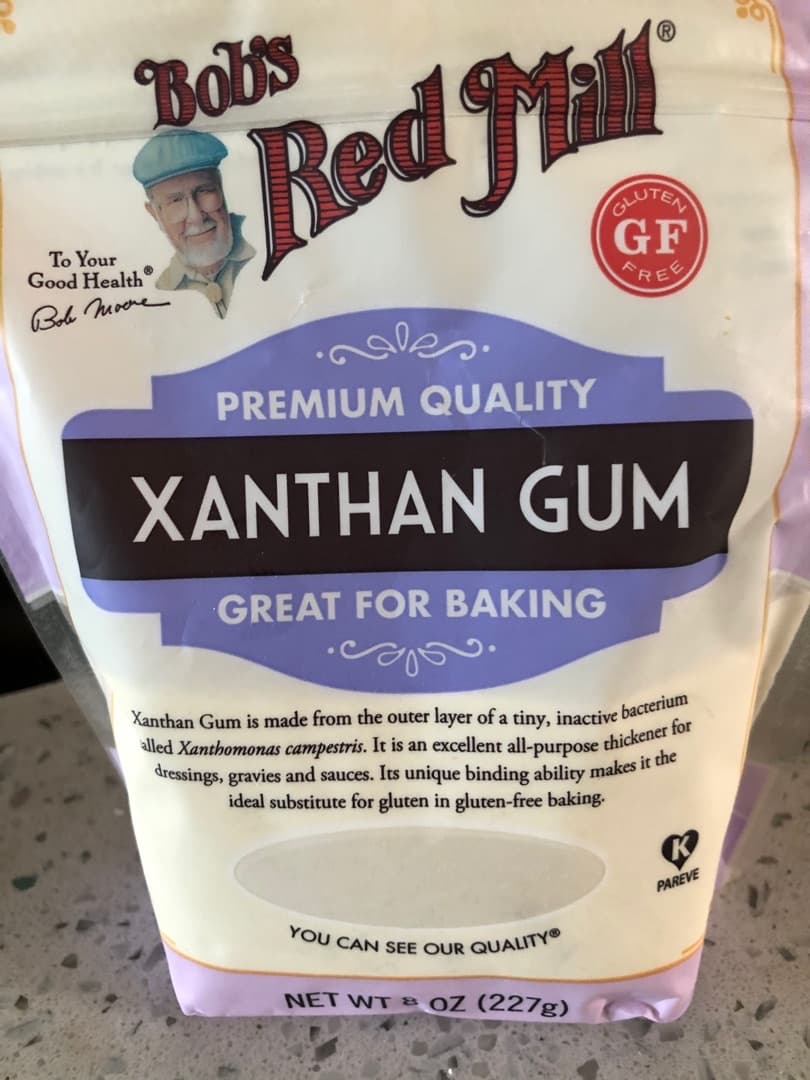 Bob's
Red Mill®
GLUTEN
GF
FREE
To Your
Good Health®
Bob Moore
PREMIUM QUALITY
XANTHAN GUM
GREAT FOR BAKING
Xanthan Gum is made from the outer layer of a tiny, inactive bacterium
alled Xanthomonas campestris. It is an excellent all-purpose thickener for
dressings, gravies and sauces. Its unique binding ability makes it the
ideal substitute for gluten in gluten-free baking.
K
PAREVE
YOU CAN SEE OUR QUALITY®
NET WT 8 OZ (227g)